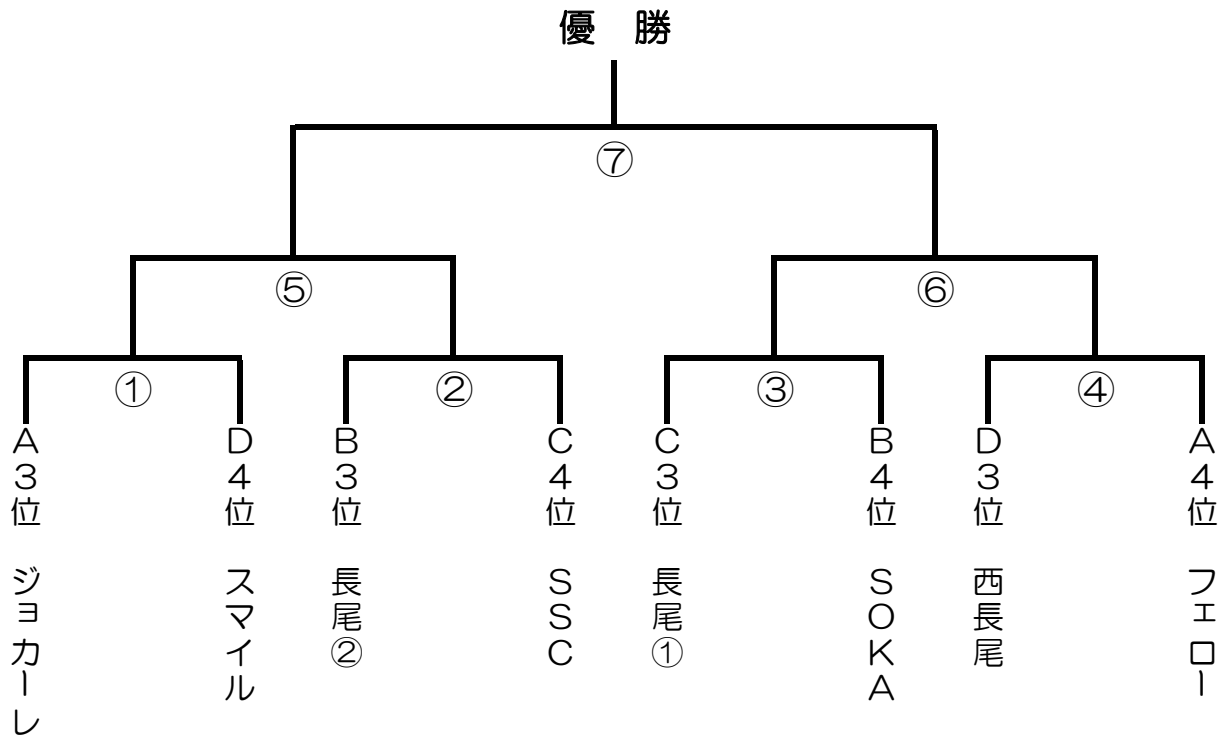 優 勝
⑦
⑤
⑥
①
②
③
④
A3位 ジョカーレ
D4位 スマイル
B3位 長尾②
C4位 SSC
C3位 長尾①
B4位 SOKA
D3位 西長尾
A4位 フェロー